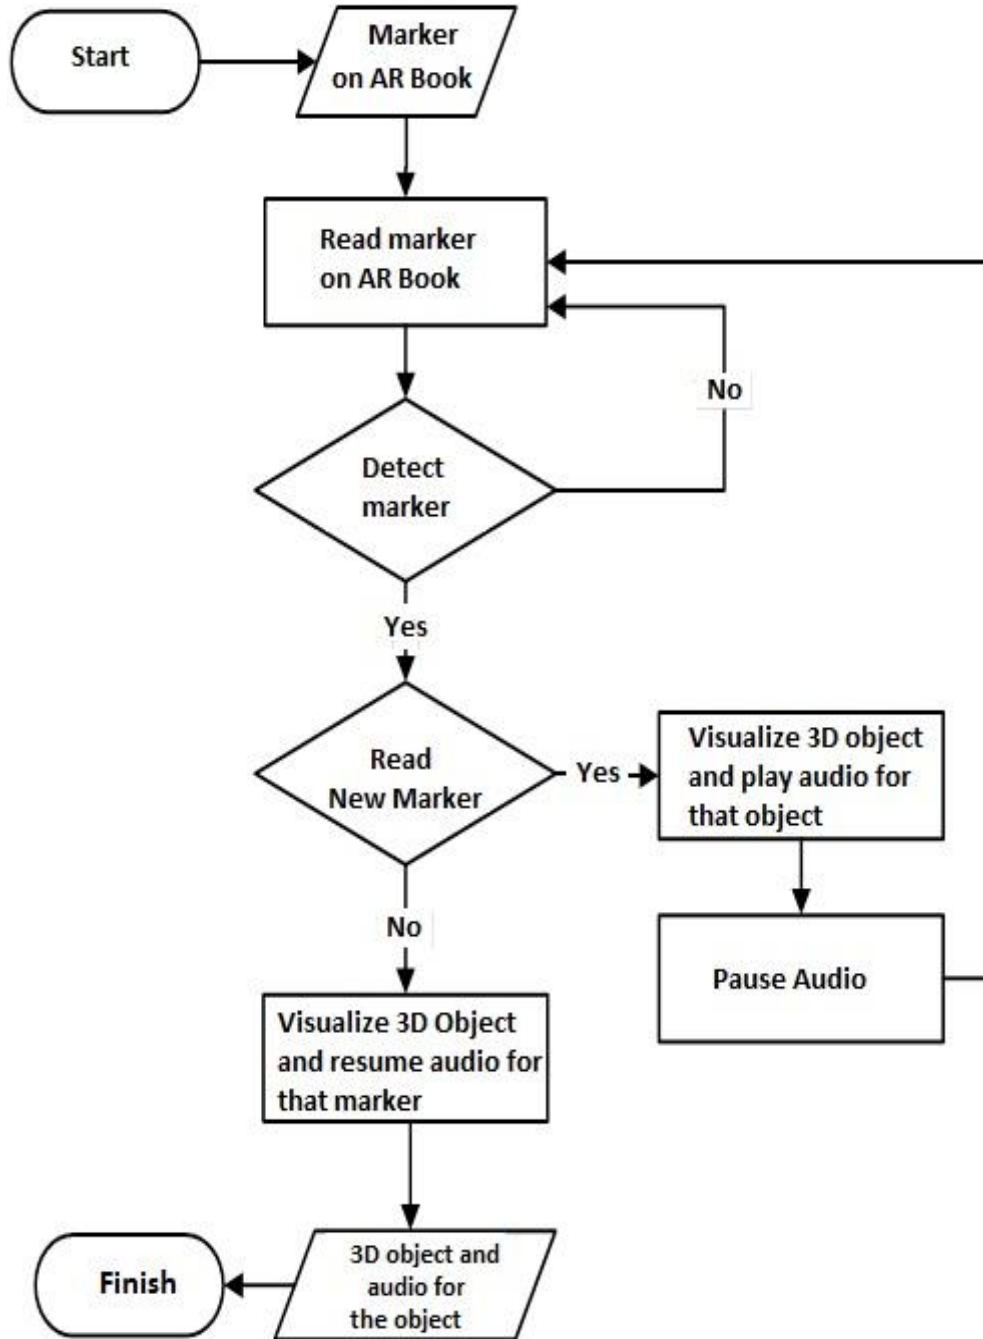 Start
Marker
on AR Book
Read marker
on AR Book
No
Detect
marker
Yes
Read
New Marker
Yes
Visualize 3D object
and play audio for
that object
No
Pause Audio
Visualize 3D Object
and resume audio for
that marker
3D object and
audio for
the object
Finish